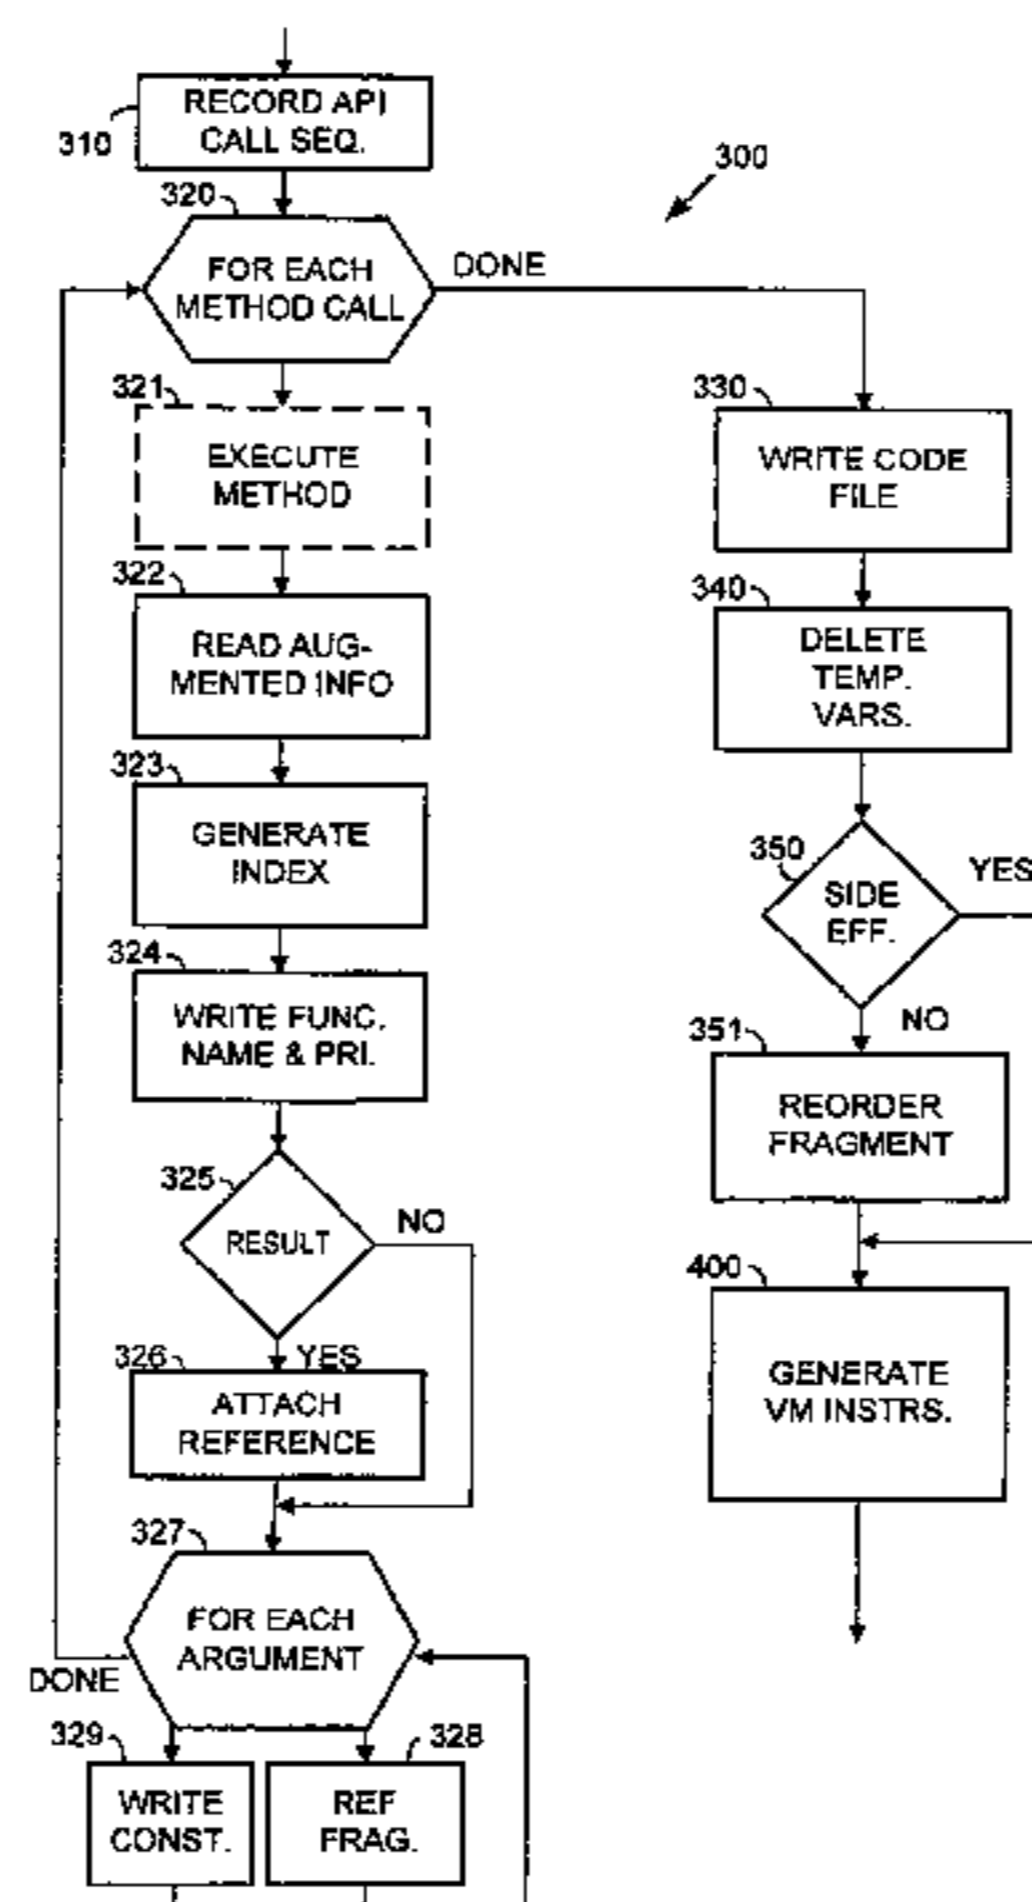 RECORD API
CALL SEQ.
310
300
320
FOR EACH
METHOD CALL
DONE
321
EXECUTE
METHOD
322
READ AUG-
MENTED INFO
323
GENERATE
INDEX
324
WRITE FUNC.
NAME & PRI.
325
RESULT
NO
326
YES
ATTACH
REFERENCE
327
FOR EACH
ARGUMENT
DONE
329
WRITE
CONST.
328
REF
FRAG.
330
WRITE CODE
FILE
340
DELETE
TEMP.
VARS.
350
SIDE
EFF.
YES
NO
351
REORDER
FRAGMENT
400
GENERATE
VM INSTRS.